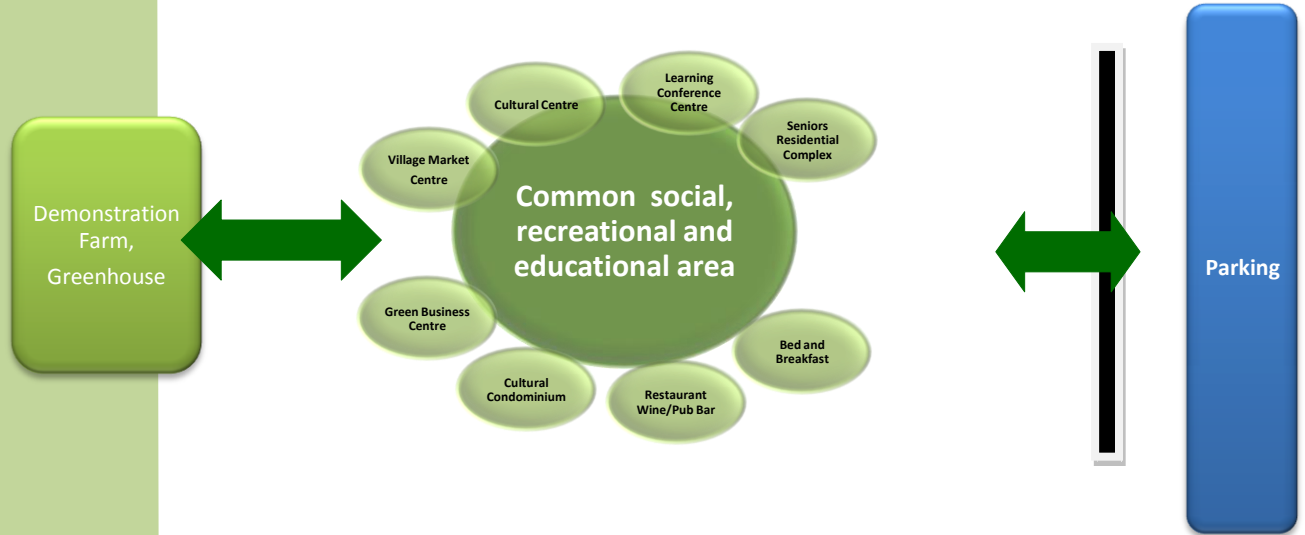 Demonstration
Farm,
Greenhouse
Cultural Centre
Learning
Conference
Centre
Seniors
Residential
Complex
Village Market
Centre
Common social,
recreational and
educational area
Green Business
Centre
Cultural
Condominium
Restaurant
Wine/Pub Bar
Bed and
Breakfast
Parking